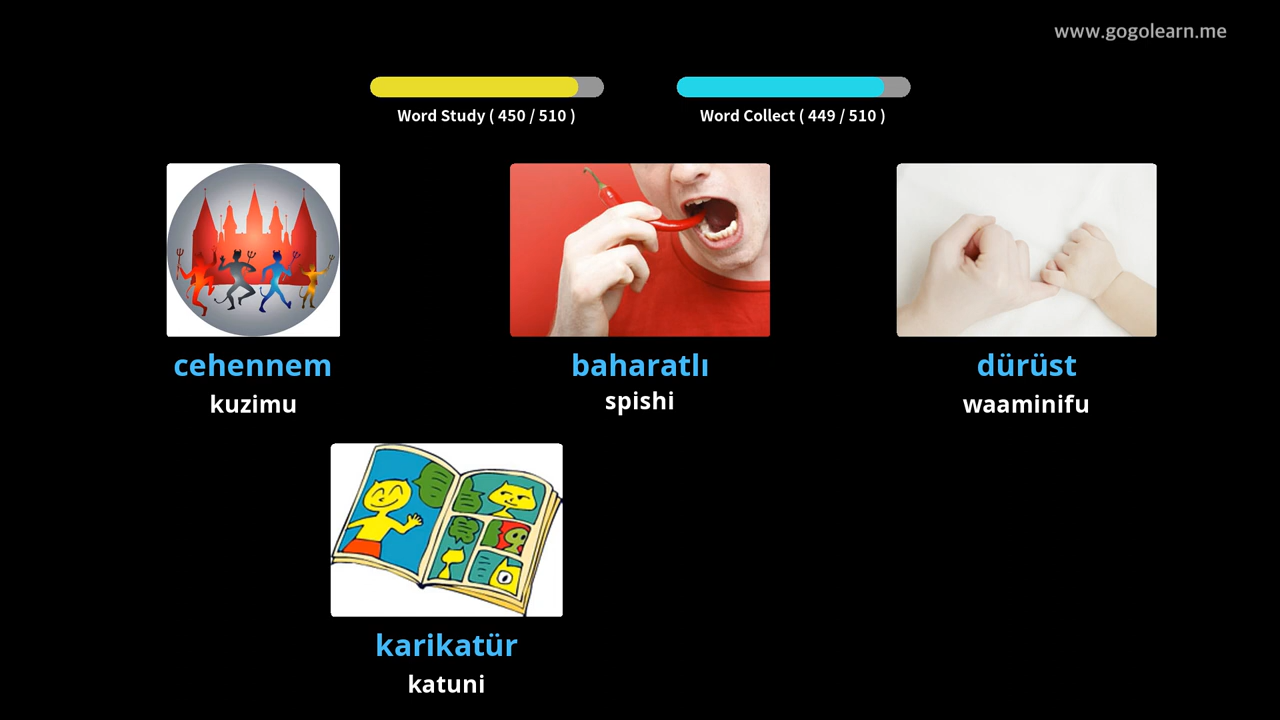 www.gogolearn.me
Word Study ( 450 / 510 )
Word Collect ( 449 / 510 )
cehennem
kuzimu
baharatlı
spishi
dürüst
waaminifu
karikatür
katuni